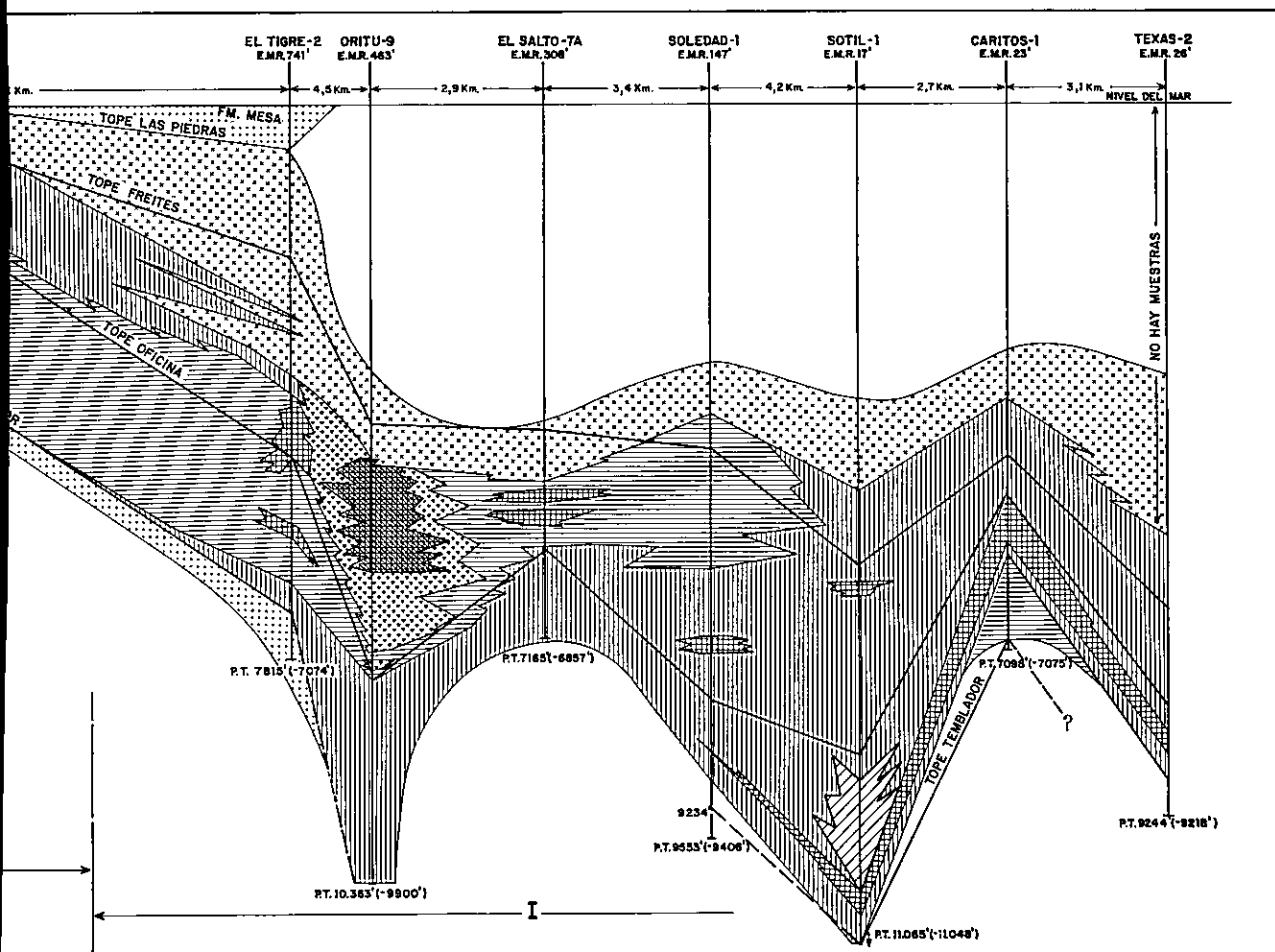 EL TIGRE-2
E.M.R. 741'
ORITU-9
E.M.R. 463'
EL SALTO-7A
E.M.R. 308'
SOLEDAD-1
E.M.R. 147'
SOTIL-1
E.M.R. 17'
CARITOS-1
E.M.R. 23'
TEXAS-2
E.M.R. 26'
Km.
4,5 Km.
2,9 Km.
3,4 Km.
4,2 Km.
2,7 Km.
3,1 Km.
NIVEL DEL MAR
FM. MESA
TOPE LAS PIEDRAS
TOPE FREITES
TOPE OFICINA
NO HAY MUESTRAS
P.T. 7815'(-7074')
P.T. 7165'(-6857')
P.T. 7098'(-7075')
TOPE TEMBLADOR
?
9234
P.T. 9553'(-9406')
P.T. 9244'(-9218')
P.T. 10.363'(-9900')
I
P.T. 11.065'(-11.048')